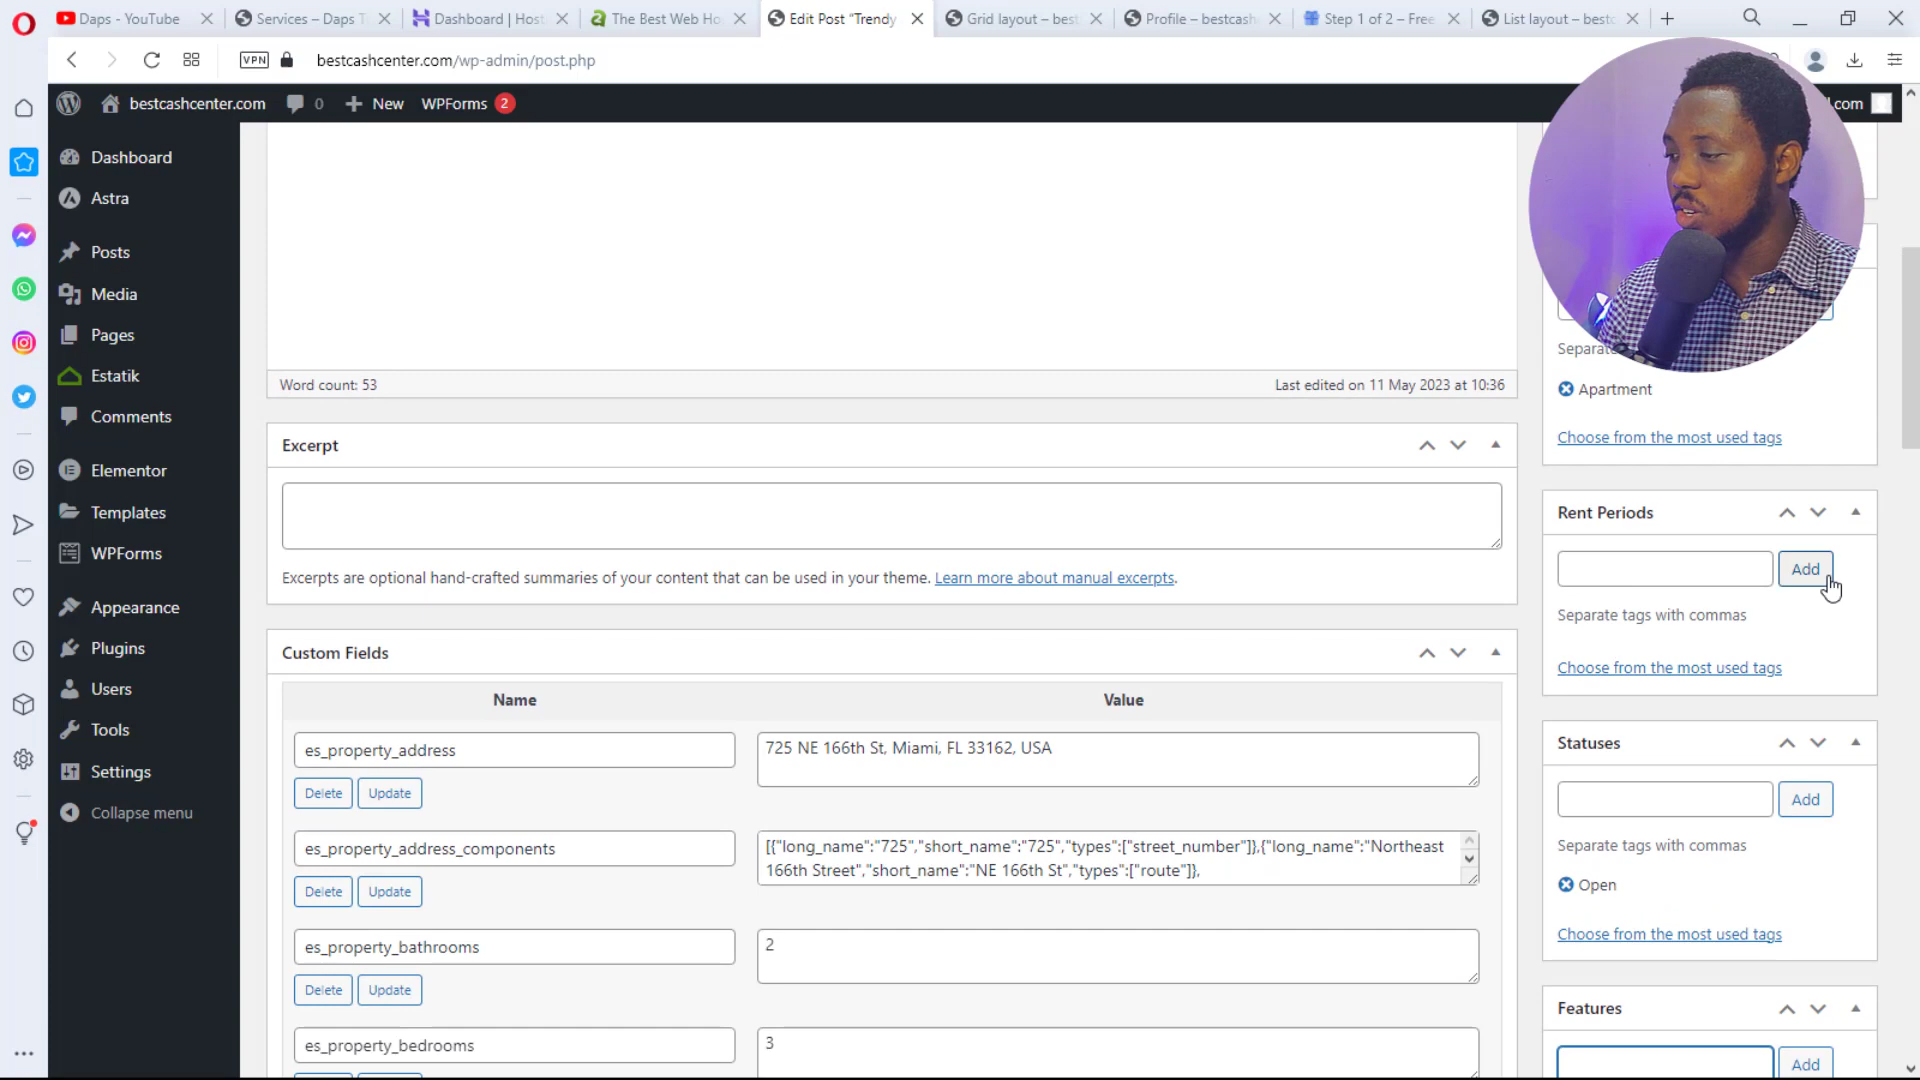 Daps - YouTube
Services – Daps T
Dashboard | Host
The Best Web Ho
Edit Post “Trendy
Grid layout – best
Profile – bestcash
Step 1 of 2 – Free
List layout – bestc
VPN
bestcashcenter.com/wp-admin/post.php
bestcashcenter.com
0
New
WPForms 2
l.com
Dashboard
Astra
Posts
Media
Pages
Estatik
Comments
Elementor
Templates
WPForms
Appearance
Plugins
Users
Tools
Settings
Collapse menu
Word count: 53
Last edited on 11 May 2023 at 10:36
Excerpt
Excerpts are optional hand-crafted summaries of your content that can be used in your theme. Learn more about manual excerpts.
Custom Fields
Name
Value
es_property_address
725 NE 166th St, Miami, FL 33162, USA
Delete
Update
es_property_address_components
[{"long_name":"725","short_name":"725","types":["street_number"]},{"long_name":"Northeast
166th Street","short_name":"NE 166th St","types":["route"]},
Delete
Update
es_property_bathrooms
2
Delete
Update
es_property_bedrooms
3
Separate
Apartment
Choose from the most used tags
Rent Periods
Add
Separate tags with commas
Choose from the most used tags
Statuses
Add
Separate tags with commas
Open
Choose from the most used tags
Features
Add